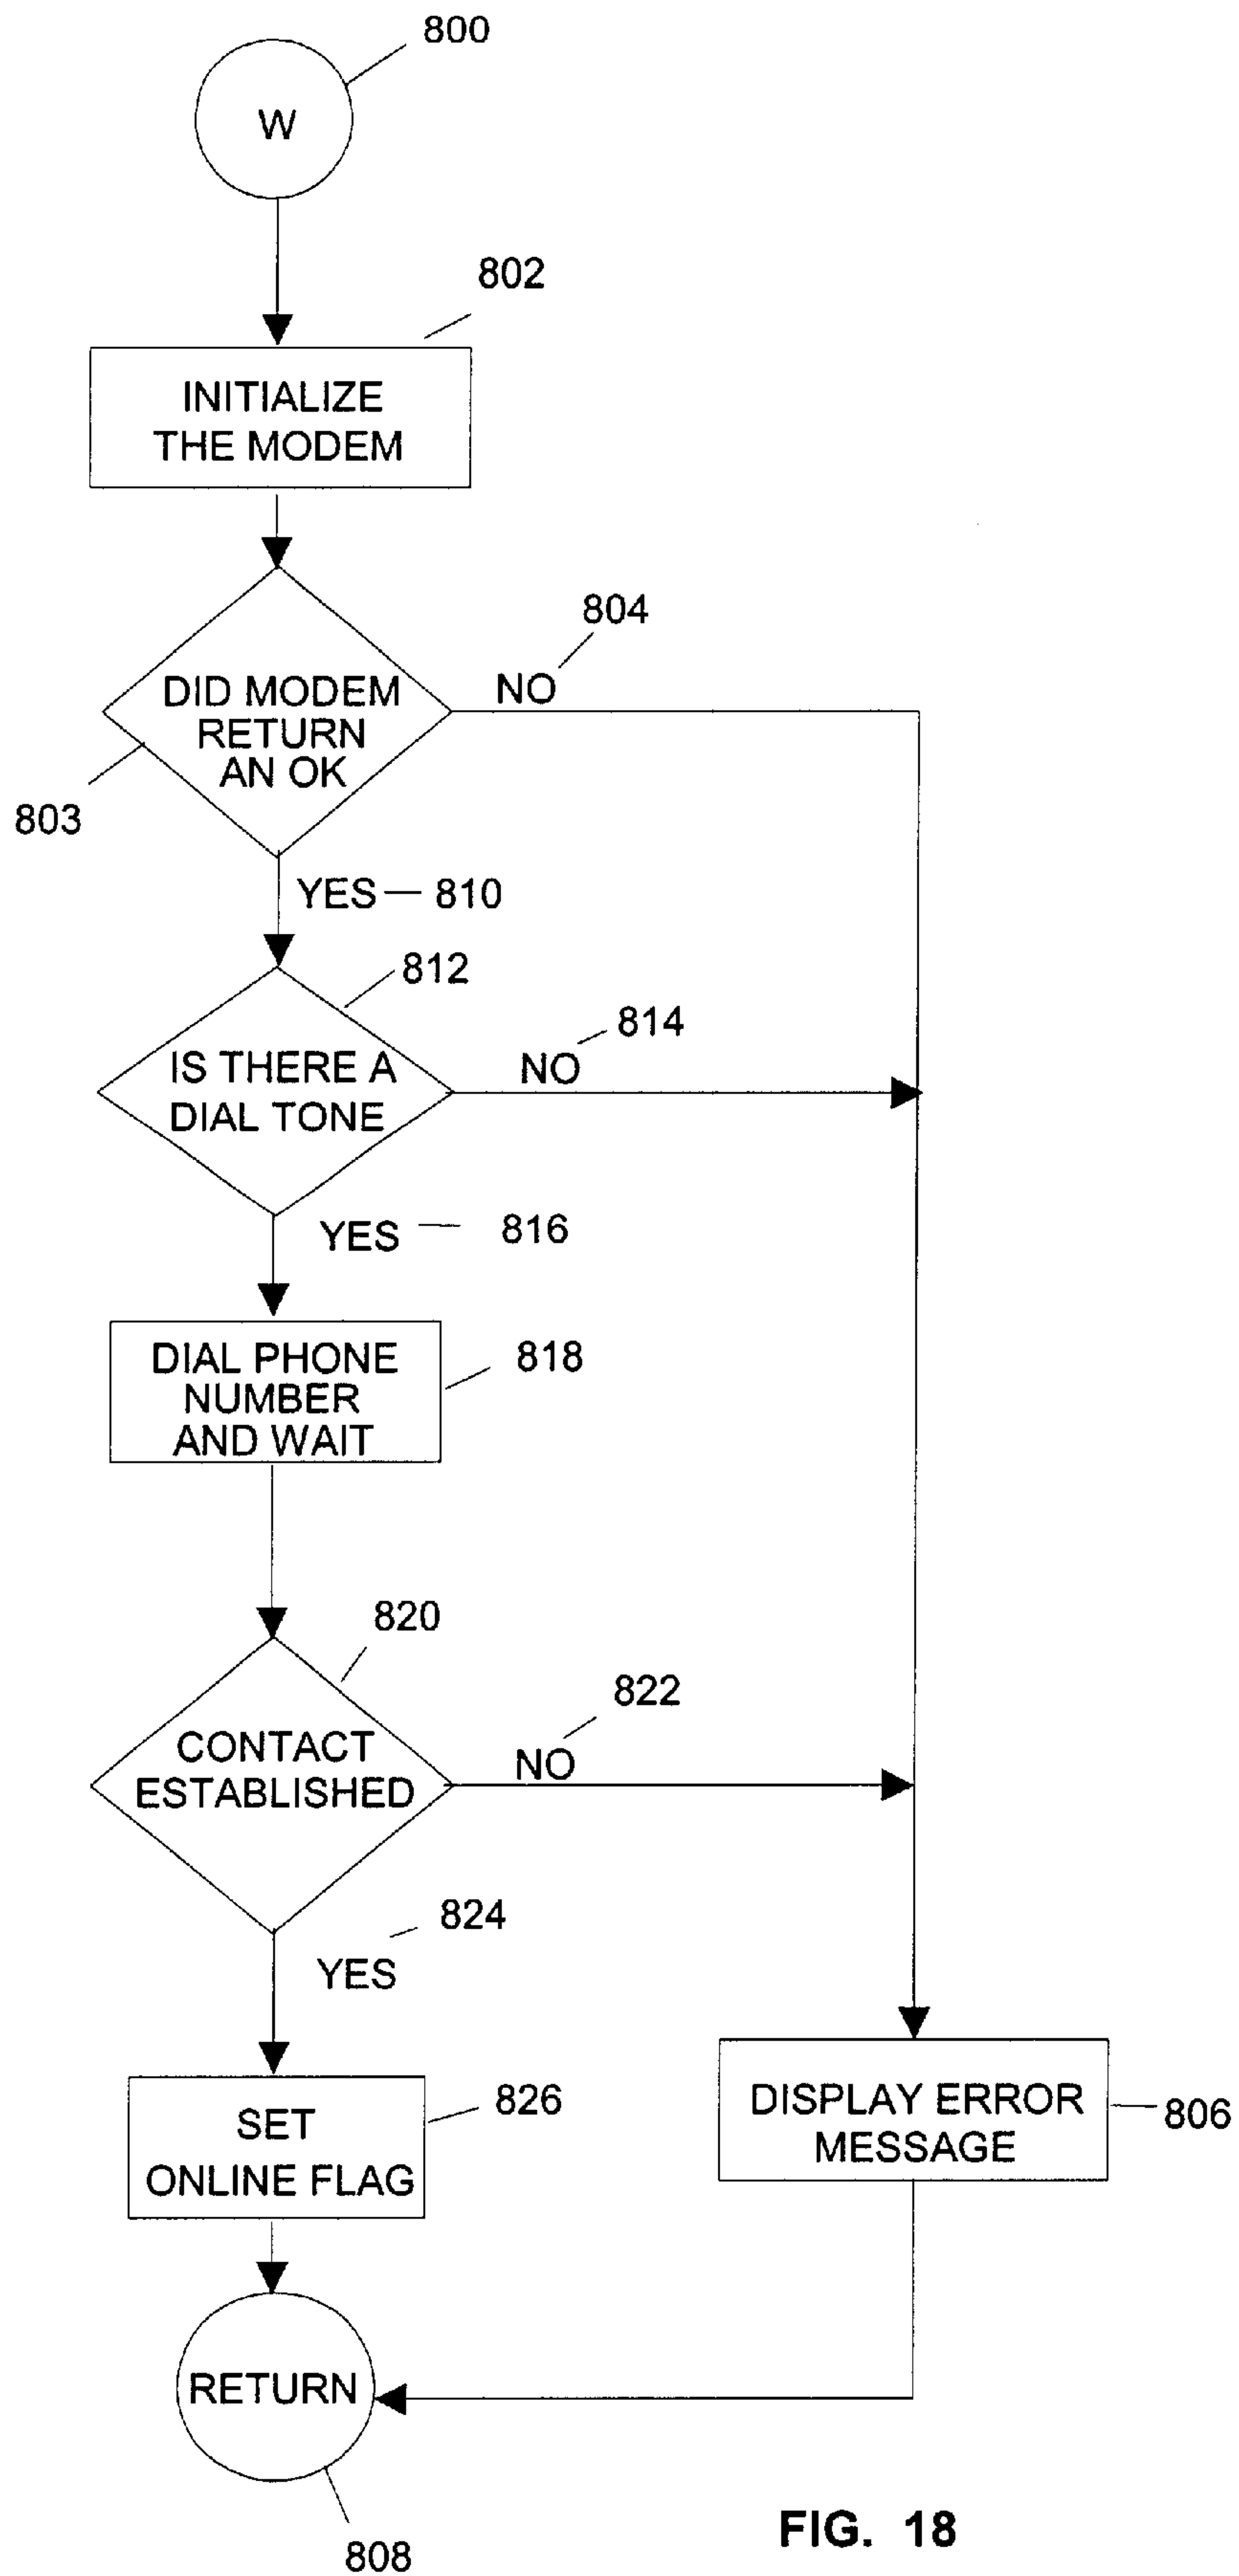 800
W
802
INITIALIZE
THE MODEM
804
NO
DID MODEM
RETURN
AN OK
803
YES — 810
812
814
NO
IS THERE A
DIAL TONE
YES — 816
DIAL PHONE
NUMBER
AND WAIT
818
820
822
NO
CONTACT
ESTABLISHED
824
YES
SET
ONLINE FLAG
826
DISPLAY ERROR
MESSAGE
806
RETURN
808
FIG. 18